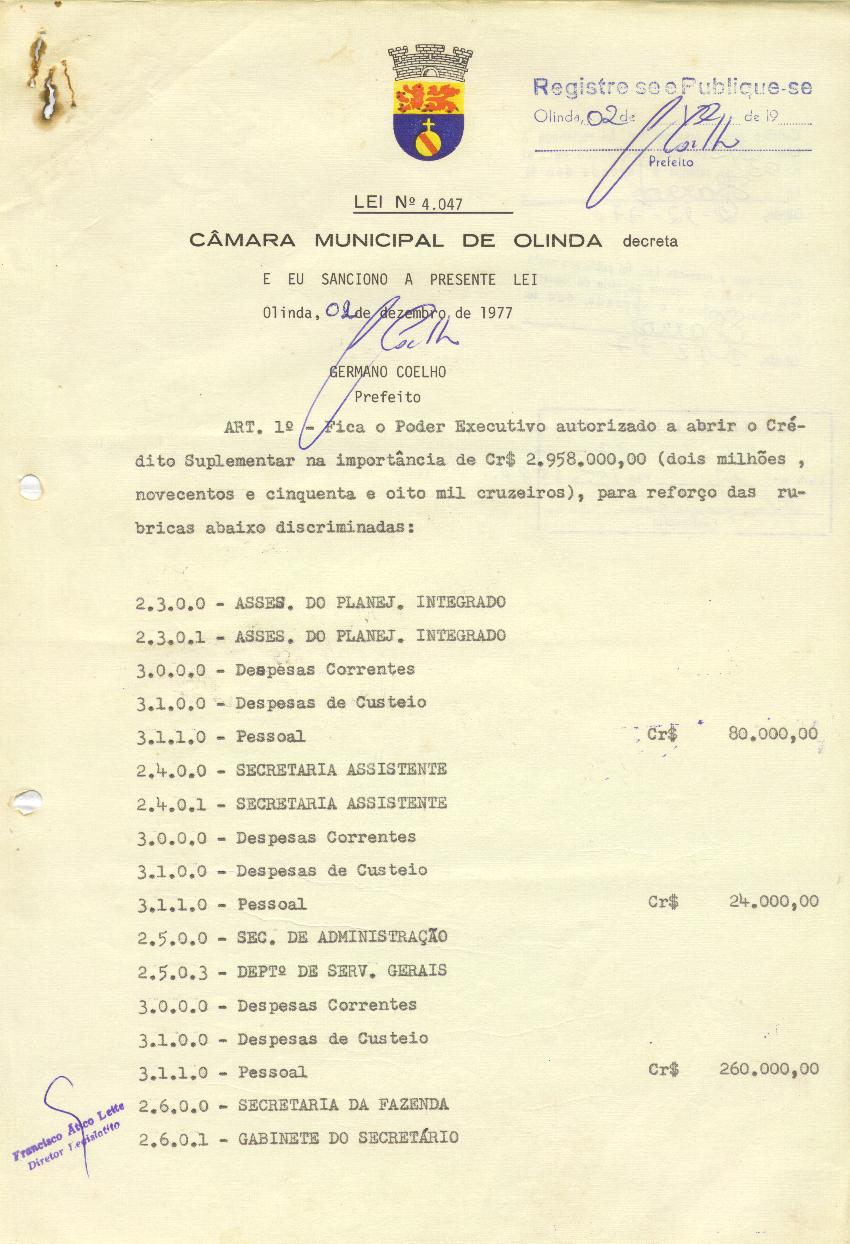 Registre se e Publique-se
Olinda, 02 de de 19
Prefeito
LEI Nº 4.047
CÂMARA MUNICIPAL DE OLINDA decreta
E EU SANCIONO A PRESENTE LEI
Olinda, 02 de dezembro de 1977
GERMANO COELHO
Prefeito
ART. 1º - Fica o Poder Executivo autorizado a abrir o Cré-
dito Suplementar na importância de Cr$ 2.958.000,00 (dois milhões ,
novecentos e cinquenta e oito mil cruzeiros), para reforço das ru-
bricas abaixo discriminadas:
2.3.0.0 - ASSES. DO PLANEJ. INTEGRADO
2.3.0.1 - ASSES. DO PLANEJ. INTEGRADO
3.0.0.0 - Despesas Correntes
3.1.0.0 - Despesas de Custeio
3.1.1.0 - Pessoal Cr$ 80.000,00
2.4.0.0 - SECRETARIA ASSISTENTE
2.4.0.1 - SECRETARIA ASSISTENTE
3.0.0.0 - Despesas Correntes
3.1.0.0 - Despesas de Custeio
3.1.1.0 - Pessoal Cr$ 24.000,00
2.5.0.0 - SEC. DE ADMINISTRAÇÃO
2.5.0.3 - DEPTº DE SERV. GERAIS
3.0.0.0 - Despesas Correntes
3.1.0.0 - Despesas de Custeio
3.1.1.0 - Pessoal Cr$ 260.000,00
2.6.0.0 - SECRETARIA DA FAZENDA
2.6.0.1 - GABINETE DO SECRETÁRIO
Francisco Ático Leite
Diretor Legislativo